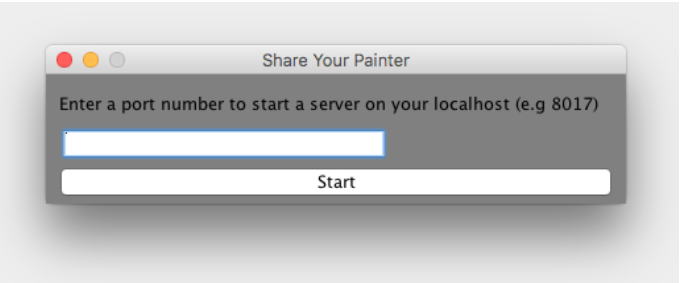 Share Your Painter
Enter a port number to start a server on your localhost (e.g 8017)
Start